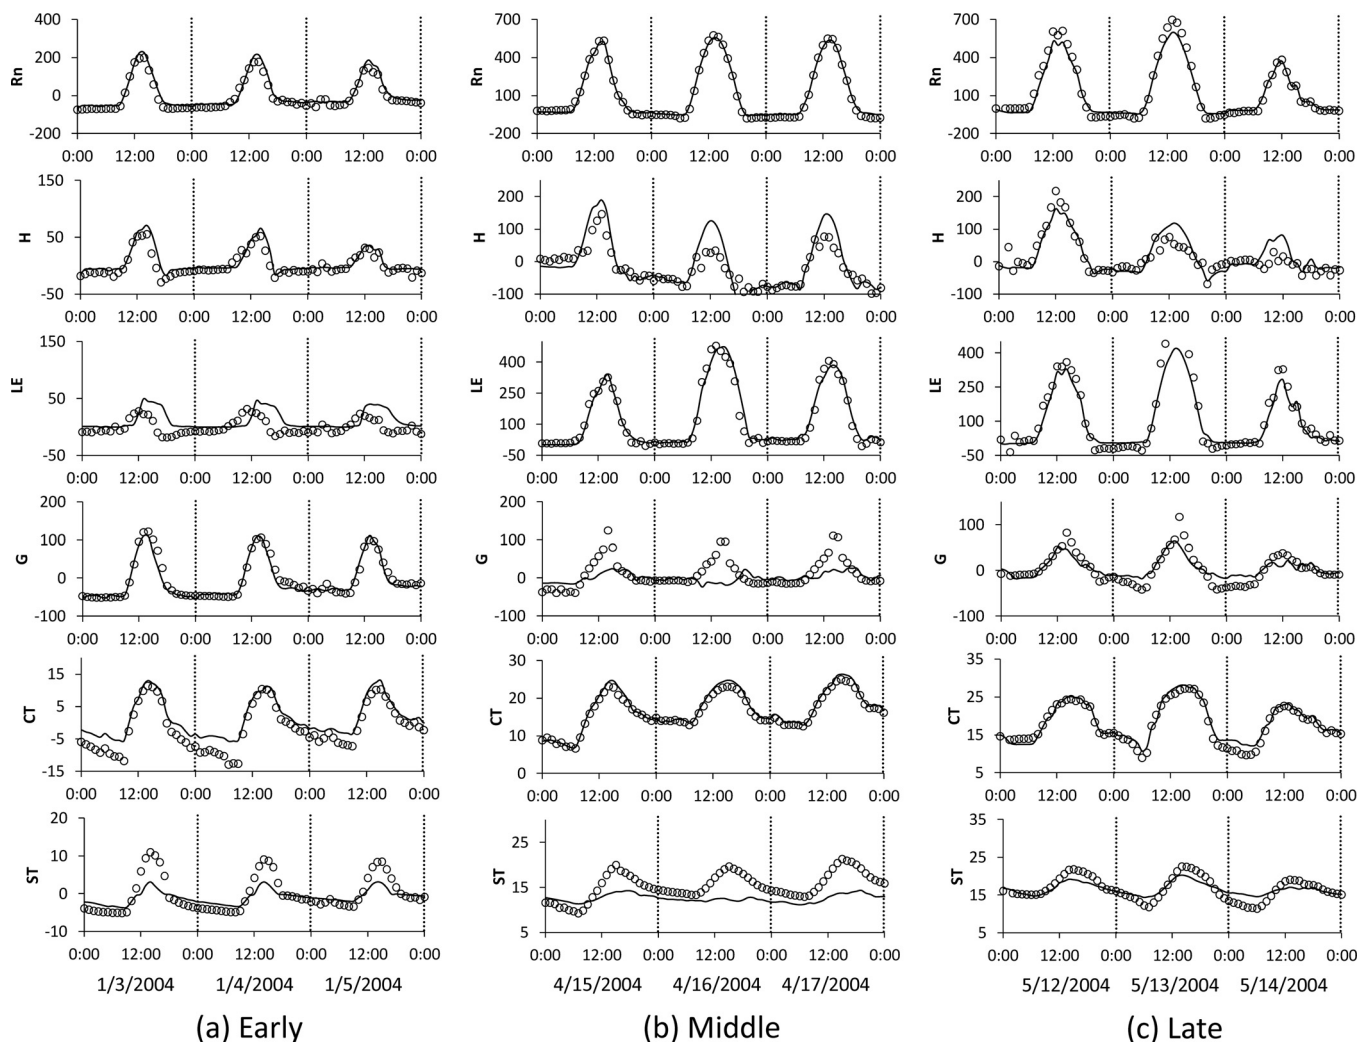 Rn 400 200 0 -200
0:00 12:00 0:00 12:00 0:00 12:00 0:00
Rn 700 400 100 -200
0:00 12:00 0:00 12:00 0:00 12:00 0:00
Rn 700 400 100 -200
0:00 12:00 0:00 12:00 0:00 12:00 0:00
H 150 50 -50
0:00 12:00 0:00 12:00 0:00 12:00 0:00
H 200 100 0 -100
0:00 12:00 0:00 12:00 0:00 12:00 0:00
H 200 100 0 -100
0:00 12:00 0:00 12:00 0:00 12:00 0:00
LE 150 50 -50
0:00 12:00 0:00 12:00 0:00 12:00 0:00
LE 400 250 100 -50
0:00 12:00 0:00 12:00 0:00 12:00 0:00
LE 400 250 100 -50
0:00 12:00 0:00 12:00 0:00 12:00 0:00
G 200 100 0 -100
0:00 12:00 0:00 12:00 0:00 12:00 0:00
G 200 100 0 -100
0:00 12:00 0:00 12:00 0:00 12:00 0:00
G 100 0 -100
0:00 12:00 0:00 12:00 0:00 12:00 0:00
CT 15 5 -5 -15
0:00 12:00 0:00 12:00 0:00 12:00 0:00
CT 30 20 10 0
0:00 12:00 0:00 12:00 0:00 12:00 0:00
CT 35 25 15 5
0:00 12:00 0:00 12:00 0:00 12:00 0:00
ST 20 10 0 -10
0:00 12:00 0:00 12:00 0:00 12:00 0:00
ST 25 15 5
0:00 12:00 0:00 12:00 0:00 12:00 0:00
ST 35 25 15 5
0:00 12:00 0:00 12:00 0:00 12:00 0:00
1/3/2004 1/4/2004 1/5/2004
4/15/2004 4/16/2004 4/17/2004
5/12/2004 5/13/2004 5/14/2004
(a) Early
(b) Middle
(c) Late